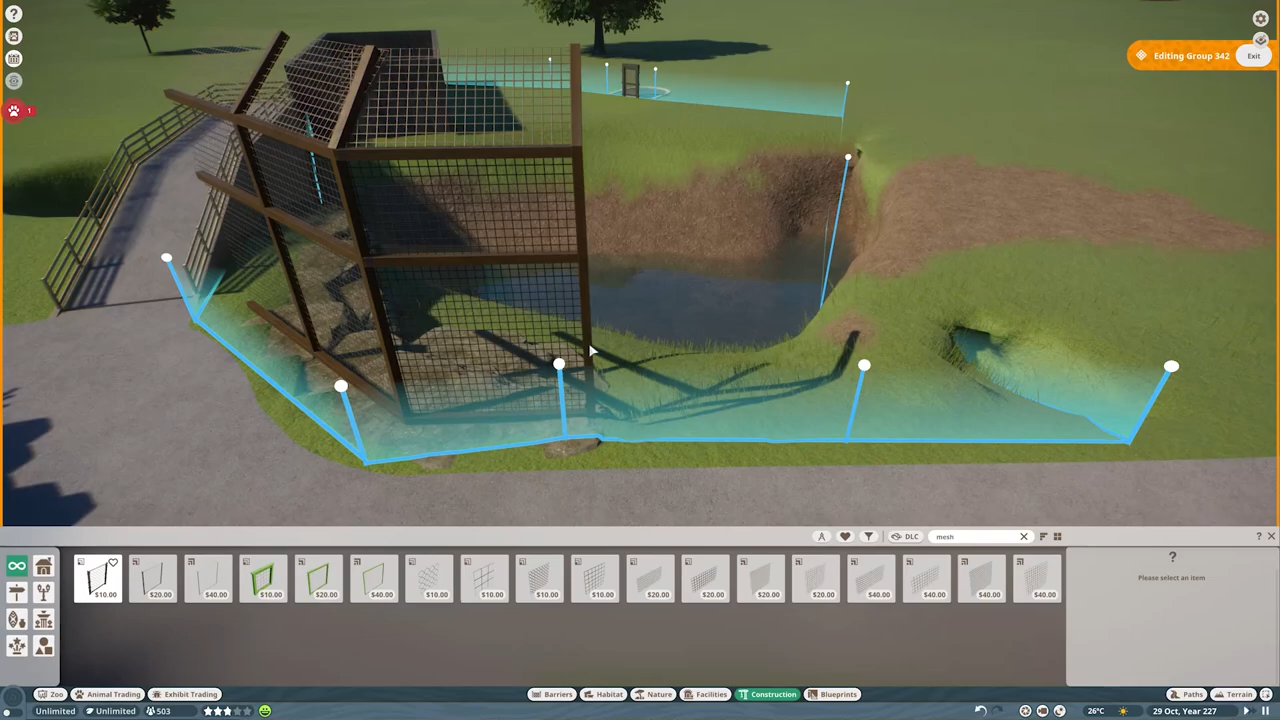 ?
Editing Group 342
Exit
1
DLC
mesh
?
$10.00
$20.00
$40.00
$10.00
$20.00
$40.00
$10.00
$10.00
$10.00
$10.00
$20.00
$20.00
$20.00
$20.00
$40.00
$40.00
$40.00
$40.00
?
Please select an item
Zoo
Animal Trading
Exhibit Trading
Barriers
Habitat
Nature
Facilities
Construction
Blueprints
Paths
Terrain
Unlimited
Unlimited
503
26°C
29 Oct, Year 227